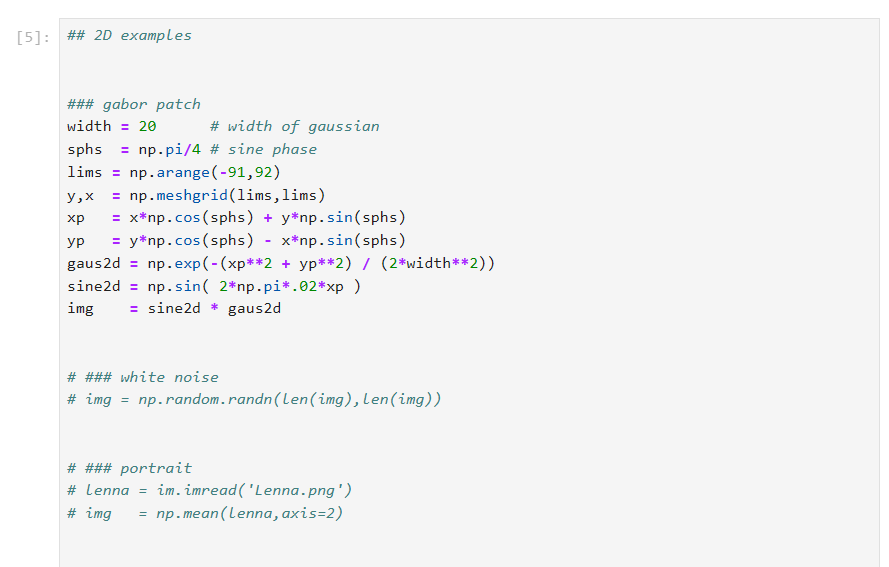 [5]: ## 2D examples
### gabor patch
width = 20      # width of gaussian
sphs  = np.pi/4 # sine phase
lims = np.arange(-91,92)
y,x  = np.meshgrid(lims,lims)
xp   = x*np.cos(sphs) + y*np.sin(sphs)
yp   = y*np.cos(sphs) - x*np.sin(sphs)
gaus2d = np.exp(-(xp**2 + yp**2) / (2*width**2))
sine2d = np.sin( 2*np.pi*.02*xp )
img    = sine2d * gaus2d
# ### white noise
# img = np.random.randn(len(img),len(img))
# ### portrait
# lenna = im.imread('Lenna.png')
# img   = np.mean(lenna,axis=2)